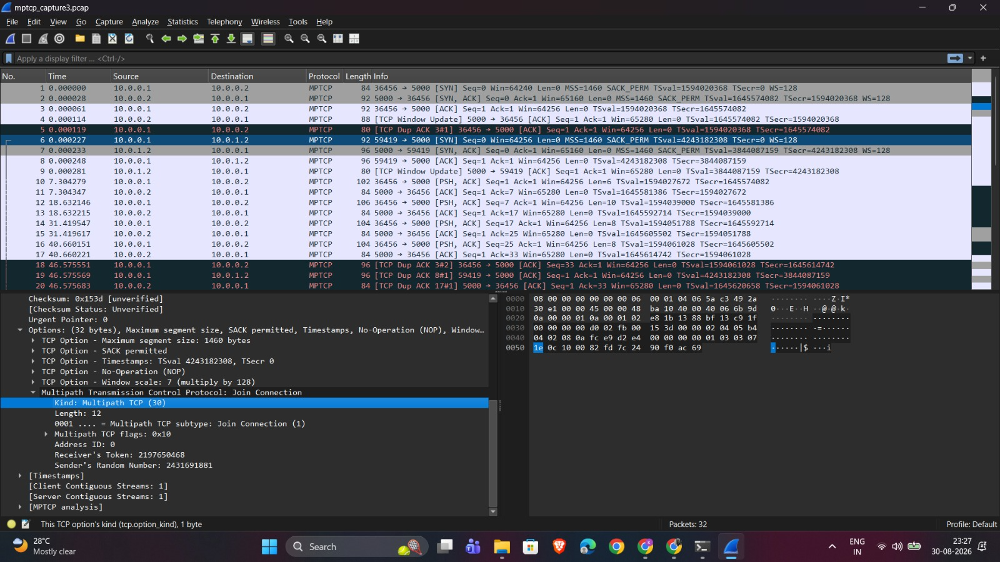 mptcp_capture3.pcap
File Edit View Go Capture Analyze Statistics Telephony Wireless Tools Help
Apply a display filter ... <Ctrl-/>
No. Time Source Destination Protocol Length Info
1 0.000000 10.0.0.1 10.0.0.2 MPTCP 84 36456 → 5000 [SYN] Seq=0 Win=64240 Len=0 MSS=1460 SACK_PERM TSval=1594020368 TSecr=0 WS=128
2 0.000028 10.0.0.2 10.0.0.1 MPTCP 92 5000 → 36456 [SYN, ACK] Seq=0 Ack=1 Win=65160 Len=0 MSS=1460 SACK_PERM TSval=1645574082 TSecr=1594020368 WS=128
3 0.000061 10.0.0.1 10.0.0.2 MPTCP 92 36456 → 5000 [ACK] Seq=1 Ack=1 Win=64256 Len=0 TSval=1594020368 TSecr=1645574082
4 0.000114 10.0.0.2 10.0.0.1 MPTCP 88 [TCP Window Update] 5000 → 36456 [ACK] Seq=1 Ack=1 Win=65280 Len=0 TSval=1645574082 TSecr=1594020368
5 0.000119 10.0.0.1 10.0.0.2 MPTCP 80 [TCP Dup ACK 3#1] 36456 → 5000 [ACK] Seq=1 Ack=1 Win=64256 Len=0 TSval=1594020368 TSecr=1645574082
6 0.000227 10.0.0.1 10.0.1.2 MPTCP 92 59419 → 5000 [SYN] Seq=0 Win=64256 Len=0 MSS=1460 SACK_PERM TSval=4243182308 TSecr=0 WS=128
7 0.000233 10.0.1.2 10.0.0.1 MPTCP 96 5000 → 59419 [SYN, ACK] Seq=0 Ack=1 Win=65160 Len=0 MSS=1460 SACK_PERM TSval=3844087159 TSecr=4243182308 WS=128
8 0.000248 10.0.0.1 10.0.1.2 MPTCP 96 59419 → 5000 [ACK] Seq=1 Ack=1 Win=64256 Len=0 TSval=4243182308 TSecr=3844087159
9 0.000281 10.0.1.2 10.0.0.1 MPTCP 80 [TCP Window Update] 5000 → 59419 [ACK] Seq=1 Ack=1 Win=65280 Len=0 TSval=3844087159 TSecr=4243182308
10 7.304279 10.0.0.1 10.0.0.2 MPTCP 102 36456 → 5000 [PSH, ACK] Seq=1 Ack=1 Win=64256 Len=6 TSval=1594027672 TSecr=1645574082
11 7.304347 10.0.0.2 10.0.0.1 MPTCP 84 5000 → 36456 [ACK] Seq=1 Ack=7 Win=65280 Len=0 TSval=1645581386 TSecr=1594027672
12 18.632146 10.0.0.1 10.0.0.2 MPTCP 106 36456 → 5000 [PSH, ACK] Seq=7 Ack=1 Win=64256 Len=10 TSval=1594039000 TSecr=1645581386
13 18.632215 10.0.0.2 10.0.0.1 MPTCP 84 5000 → 36456 [ACK] Seq=1 Ack=17 Win=65280 Len=0 TSval=1645592714 TSecr=1594039000
14 31.419547 10.0.0.1 10.0.0.2 MPTCP 104 36456 → 5000 [PSH, ACK] Seq=17 Ack=1 Win=64256 Len=8 TSval=1594051788 TSecr=1645592714
15 31.419617 10.0.0.2 10.0.0.1 MPTCP 84 5000 → 36456 [ACK] Seq=1 Ack=25 Win=65280 Len=0 TSval=1645605502 TSecr=1594051788
16 40.660151 10.0.0.1 10.0.0.2 MPTCP 104 36456 → 5000 [PSH, ACK] Seq=25 Ack=1 Win=64256 Len=8 TSval=1594061028 TSecr=1645605502
17 40.660221 10.0.0.2 10.0.0.1 MPTCP 84 5000 → 36456 [ACK] Seq=1 Ack=33 Win=65280 Len=0 TSval=1645614742 TSecr=1594061028
18 46.575551 10.0.0.1 10.0.0.2 MPTCP 96 [TCP Dup ACK 3#2] 36456 → 5000 [ACK] Seq=33 Ack=1 Win=64256 Len=0 TSval=1594061028 TSecr=1645614742
19 46.575569 10.0.0.1 10.0.1.2 MPTCP 96 [TCP Dup ACK 8#1] 59419 → 5000 [ACK] Seq=1 Ack=1 Win=64256 Len=0 TSval=4243182308 TSecr=3844087159
20 46.575683 10.0.0.2 10.0.0.1 MPTCP 84 [TCP Dup ACK 17#1] 5000 → 36456 [ACK] Seq=1 Ack=33 Win=65280 Len=0 TSval=1645620658 TSecr=1594061028
Checksum: 0x153d [unverified]
[Checksum Status: Unverified]
Urgent Pointer: 0
Options: (32 bytes), Maximum segment size, SACK permitted, Timestamps, No-Operation (NOP), Window...
TCP Option - Maximum segment size: 1460 bytes
TCP Option - SACK permitted
TCP Option - Timestamps: TSval 4243182308, TSecr 0
TCP Option - No-Operation (NOP)
TCP Option - Window scale: 7 (multiply by 128)
Multipath Transmission Control Protocol: Join Connection
Kind: Multipath TCP (30)
Length: 12
0001 .... = Multipath TCP subtype: Join Connection (1)
Multipath TCP flags: 0x10
Address ID: 0
Receiver's Token: 2197650468
Sender's Random Number: 2431691881
[Timestamps]
[Client Contiguous Streams: 1]
[Server Contiguous Streams: 1]
[MPTCP analysis]
0000 08 00 00 00 00 00 00 06 00 01 04 06 5a c3 49 2a ········ ····Z·I*
0010 30 e1 00 00 45 00 00 48 ba 10 40 00 40 06 6b 9d 0···E··H ··@·@·k·
0020 0a 00 00 01 0a 00 01 02 e8 1b 13 88 bf 13 c9 1f ········ ········
0030 00 00 00 00 d0 02 fb 00 15 3d 00 00 02 04 05 b4 ········ ·=······
0040 04 02 08 0a fc e9 d2 e4 00 00 00 00 01 03 03 07 ········ ········
0050 1e 0c 10 00 82 fd 7c 24 90 f0 ac 69 ······|$ ···i
This TCP option's kind (tcp.option_kind), 1 byte Packets: 32 Profile: Default
28°C
Mostly clear
Search
ENG
IN
23:27
30-08-2026